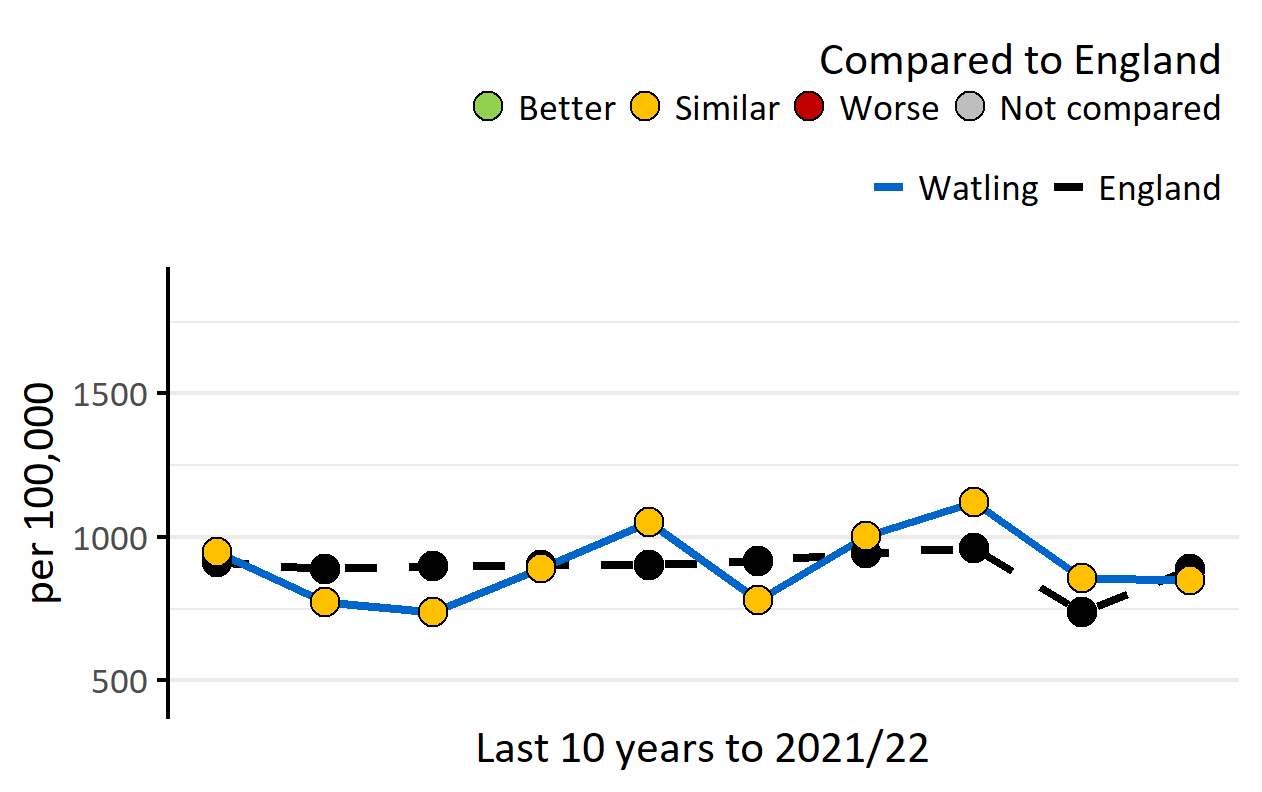 Compared to England
Better Similar Worse Not compared
Watling England
per 100,000
1500
1000
500
Last 10 years to 2021/22